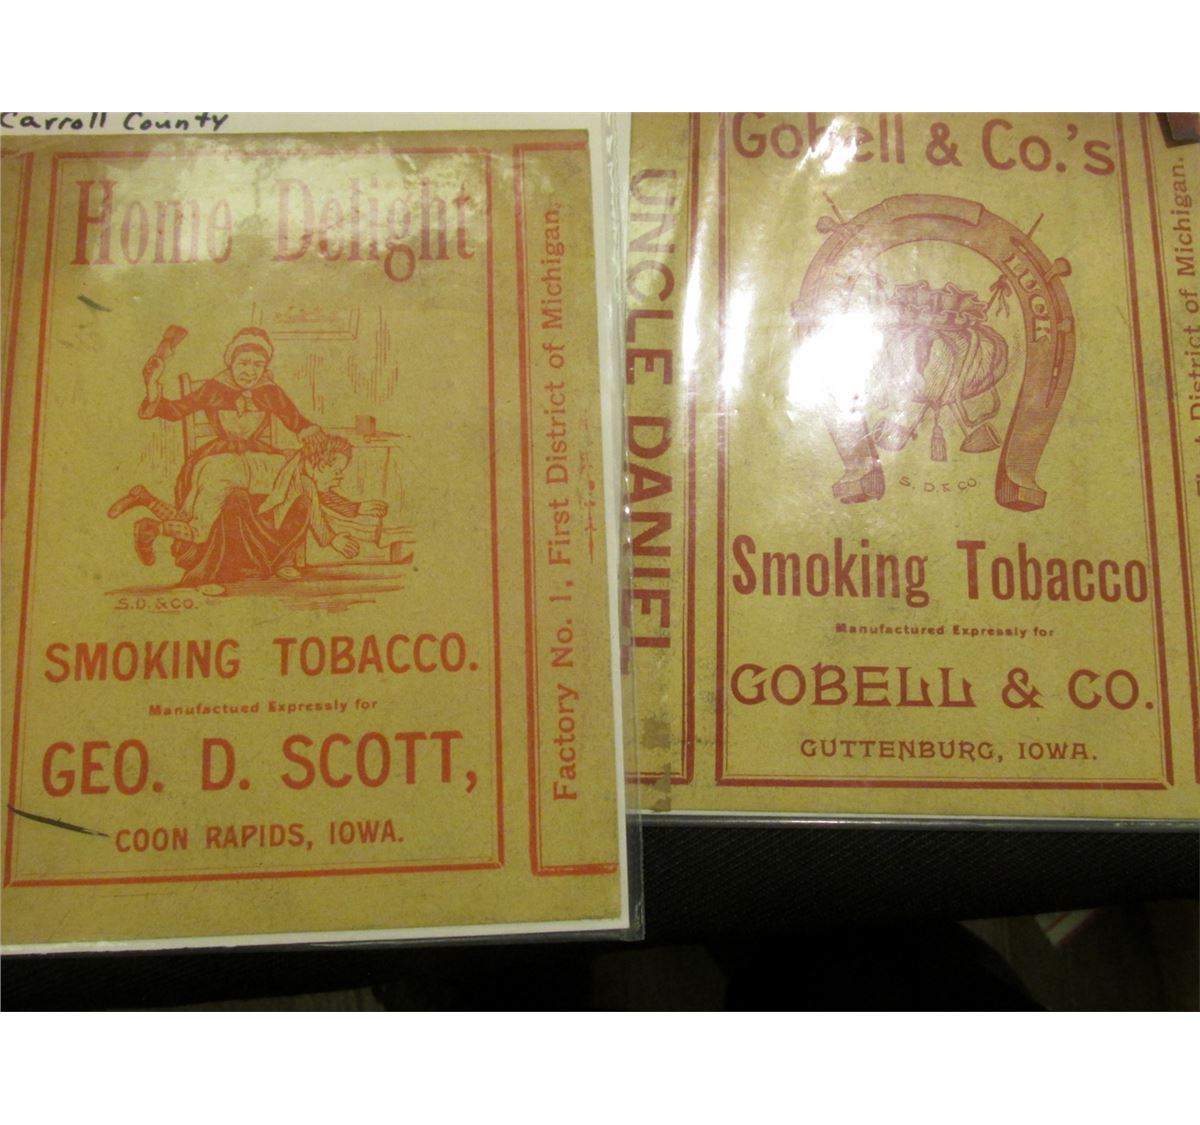 Carroll County
Home Delight
S.D. & CO.
SMOKING TOBACCO.
Manufactued Expressly for
GEO. D. SCOTT,
COON RAPIDS, IOWA.
Factory No. 1, First District of Michigan.
UNCLE DANIEL
Gobell & Co.'s
LUCK
S. D. & CO.
Smoking Tobacco
Manufactured Expressly for
GOBELL & CO.
GUTTENBURG, IOWA.
District of Michigan.